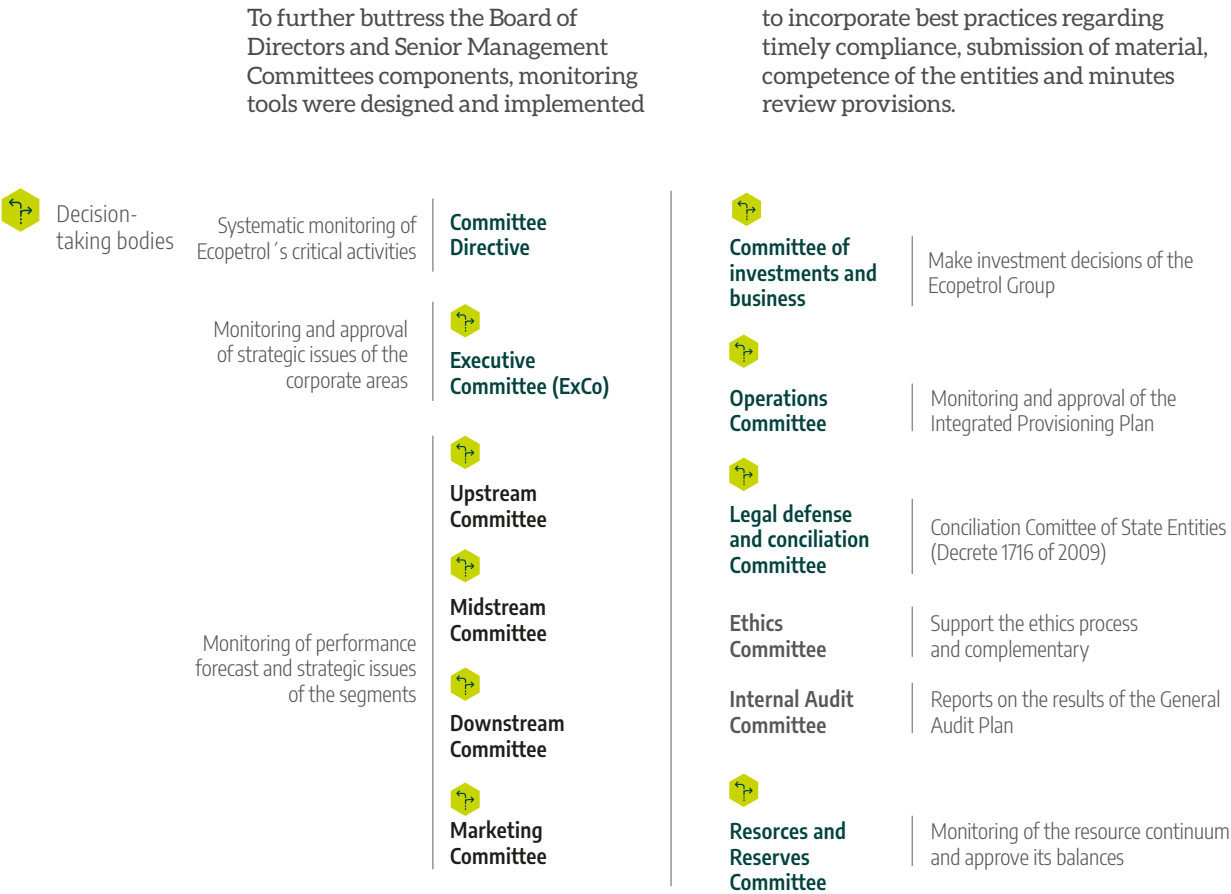 To further buttress the Board of
Directors and Senior Management
Committees components, monitoring
tools were designed and implemented
to incorporate best practices regarding
timely compliance, submission of material,
competence of the entities and minutes
review provisions.
Decision-
taking bodies
Systematic monitoring of
Ecopetrol´s critical activities
Committee
Directive
Monitoring and approval
of strategic issues of the
corporate areas
Executive
Committee (ExCo)
Monitoring of performance
forecast and strategic issues
of the segments
Upstream
Committee
Midstream
Committee
Downstream
Committee
Marketing
Committee
Committee of
investments and
business
Make investment decisions of the
Ecopetrol Group
Operations
Committee
Monitoring and approval of the
Integrated Provisioning Plan
Legal defense
and conciliation
Committee
Conciliation Comittee of State Entities
(Decrete 1716 of 2009)
Ethics
Committee
Support the ethics process
and complementary
Internal Audit
Committee
Reports on the results of the General
Audit Plan
Resorces and
Reserves
Committee
Monitoring of the resource continuum
and approve its balances